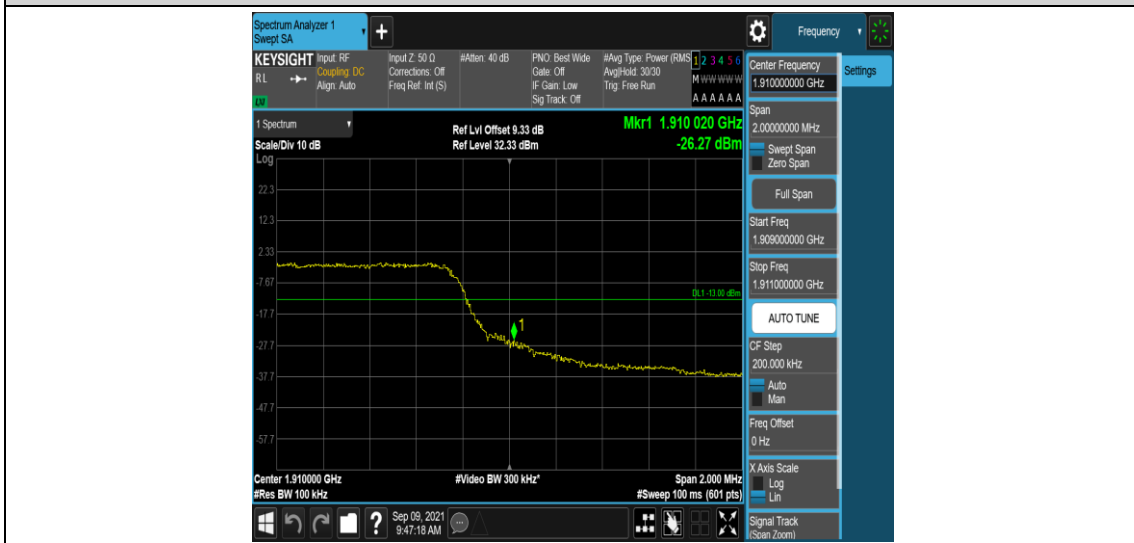 Spectrum Analyzer 1
Swept SA
+
Frequency
KEYSIGHT
RL
LXI
Input: RF
Coupling: DC
Align: Auto
Input Z: 50 Ω
Corrections: Off
Freq Ref: Int (S)
#Atten: 40 dB
PNO: Best Wide
Gate: Off
IF Gain: Low
Sig Track: Off
#Avg Type: Power (RMS
Avg|Hold: 30/30
Trig: Free Run
1 2 3 4 5 6
M W W W W W
A A A A A A
1 Spectrum
Scale/Div 10 dB
Log
Ref Lvl Offset 9.33 dB
Ref Level 32.33 dBm
Mkr1 1.910 020 GHz
-26.27 dBm
22.3
12.3
2.33
-7.67
-17.7
-27.7
-37.7
-47.7
-57.7
DL1 -13.00 dBm
1
Center 1.910000 GHz
#Res BW 100 kHz
#Video BW 300 kHz*
Span 2.000 MHz
#Sweep 100 ms (601 pts)
Center Frequency
1.910000000 GHz
Settings
Span
2.00000000 MHz
Swept Span
Zero Span
Full Span
Start Freq
1.909000000 GHz
Stop Freq
1.911000000 GHz
AUTO TUNE
CF Step
200.000 kHz
Auto
Man
Freq Offset
0 Hz
X Axis Scale
Log
Lin
Signal Track
(Span Zoom)
?
Sep 09, 2021
9:47:18 AM